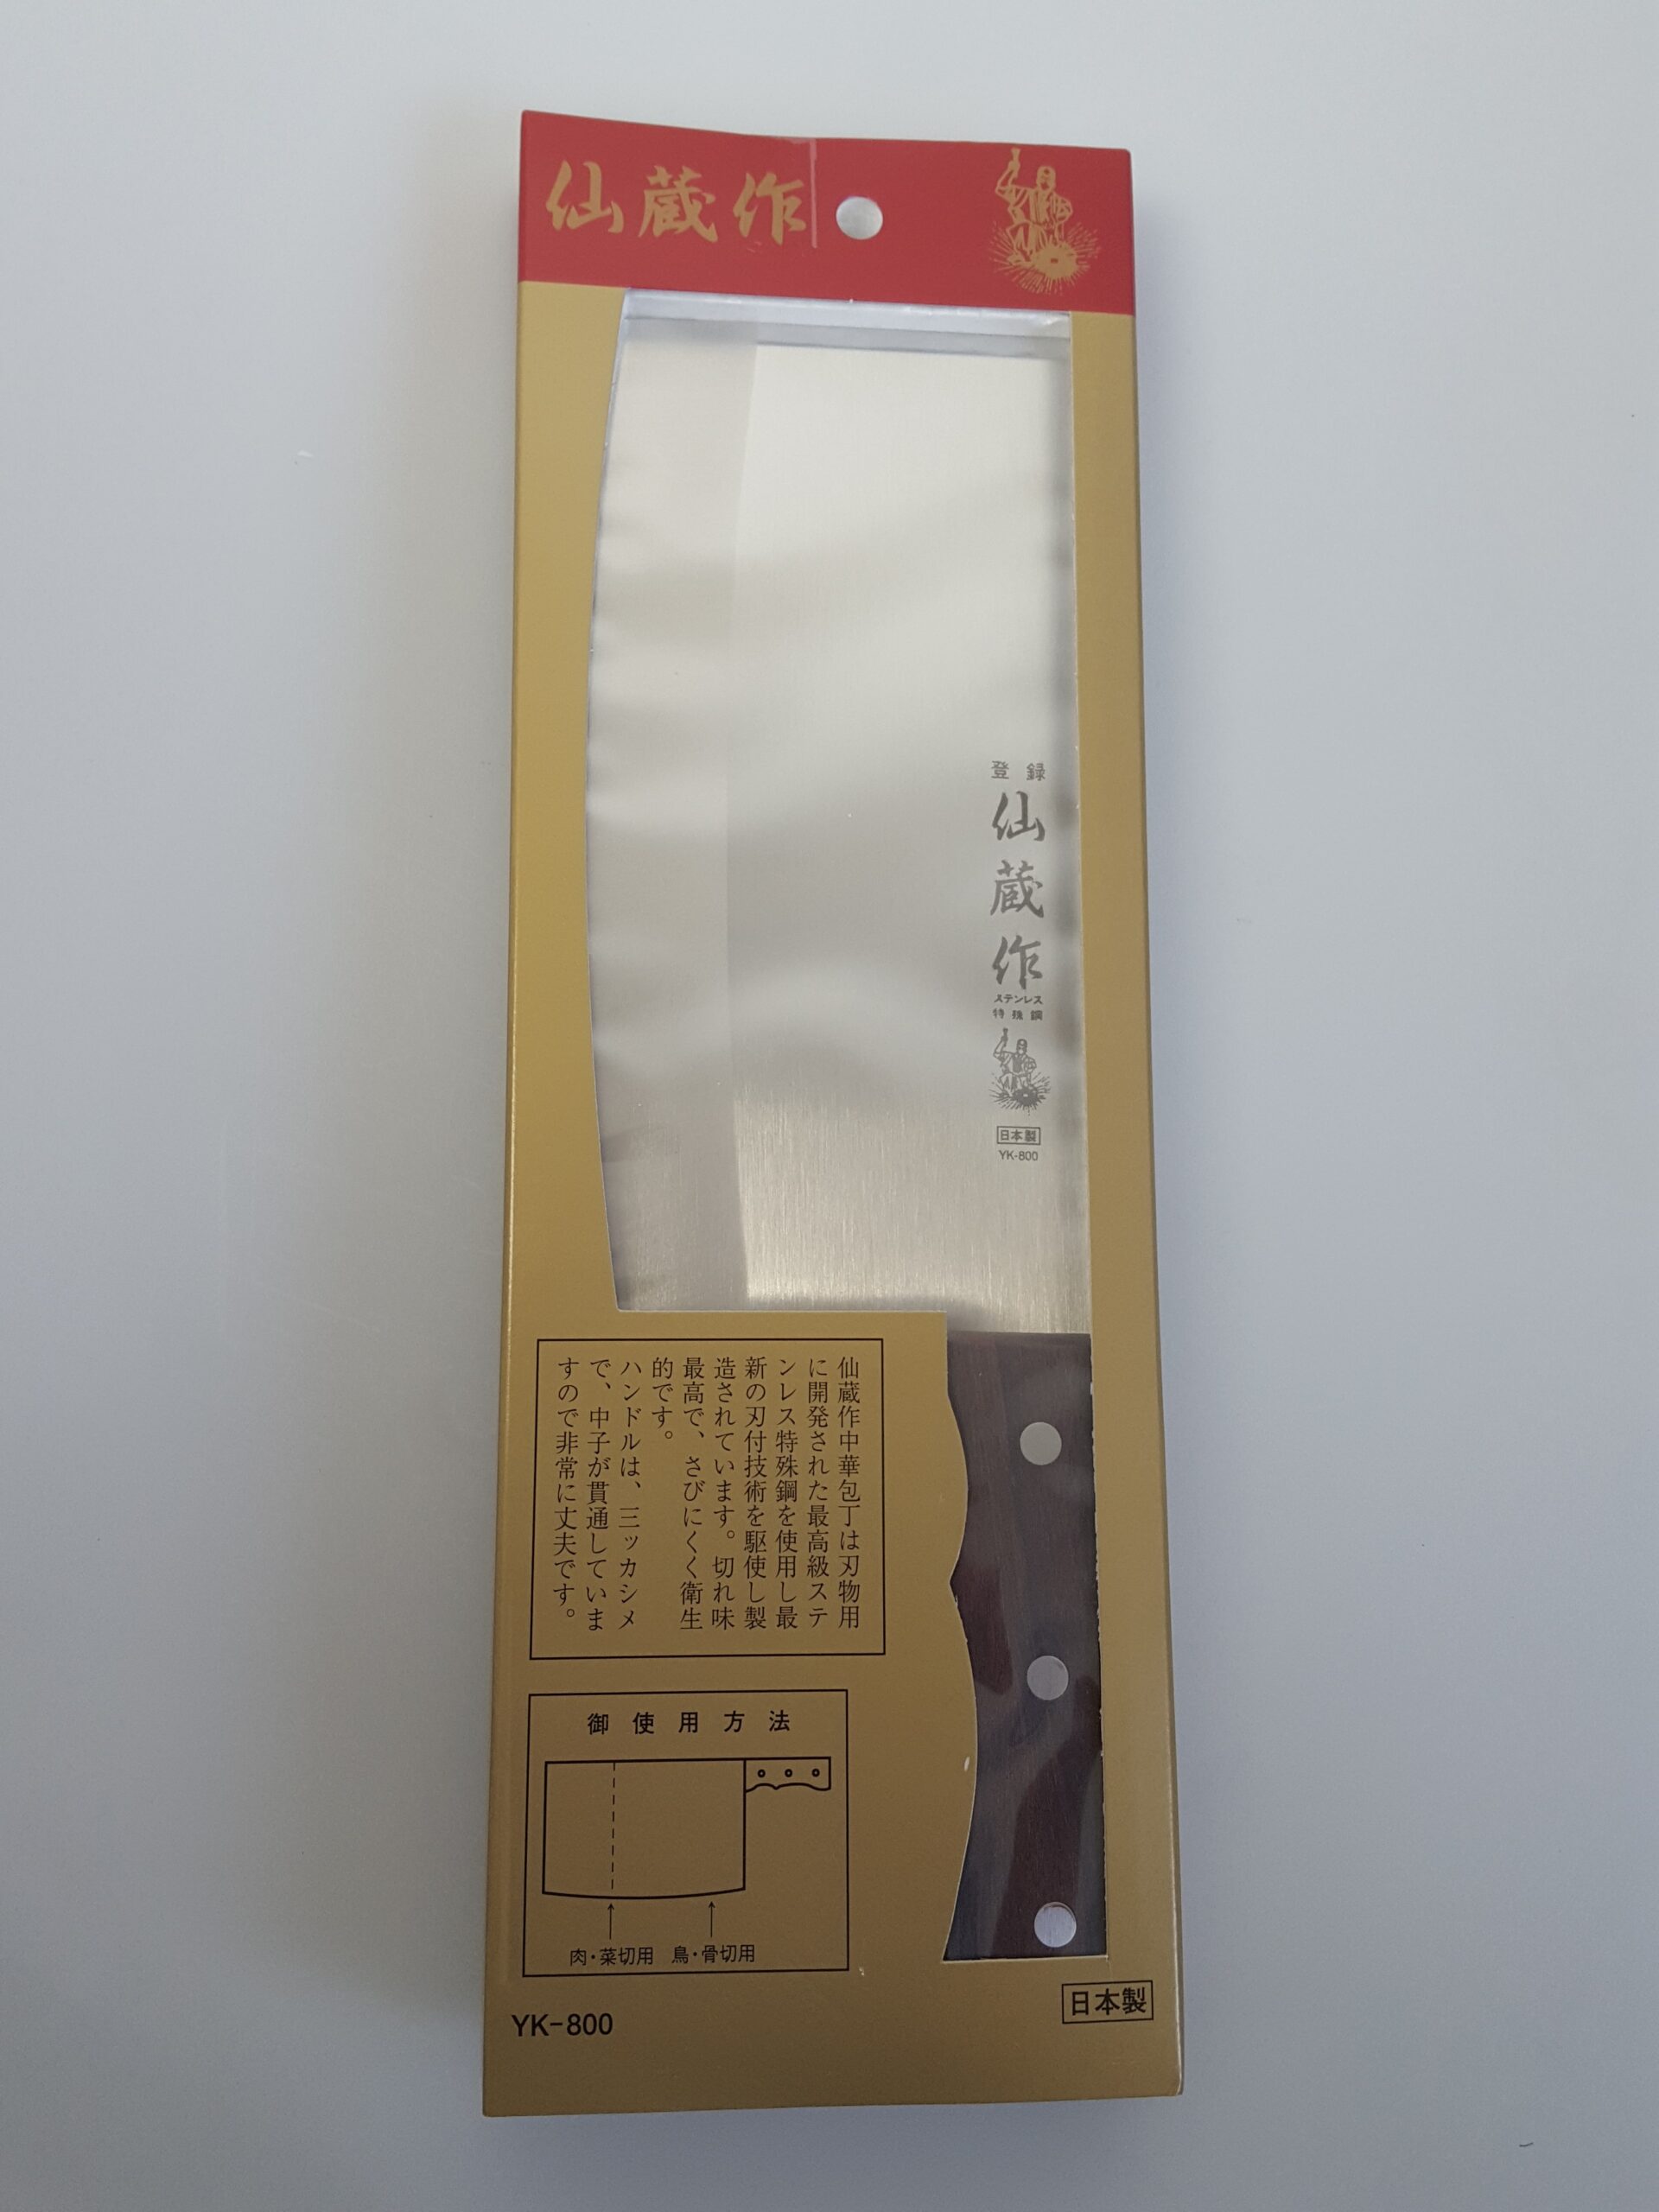 仙蔵作
登録
仙蔵作
ステンレス
特殊鋼
日本製
YK-800
仙蔵作中華包丁は刃物用
に開発された最高級ステ
ンレス特殊鋼を使用し最
新の刃付技術を駆使し製
造されています。切れ味
最高で、さびにくく衛生
的です。
ハンドルは、三ッカシメ
で、中子が貫通していま
すので非常に丈夫です。
御使用方法
肉・菜切用 鳥・骨切用
YK-800
日本製